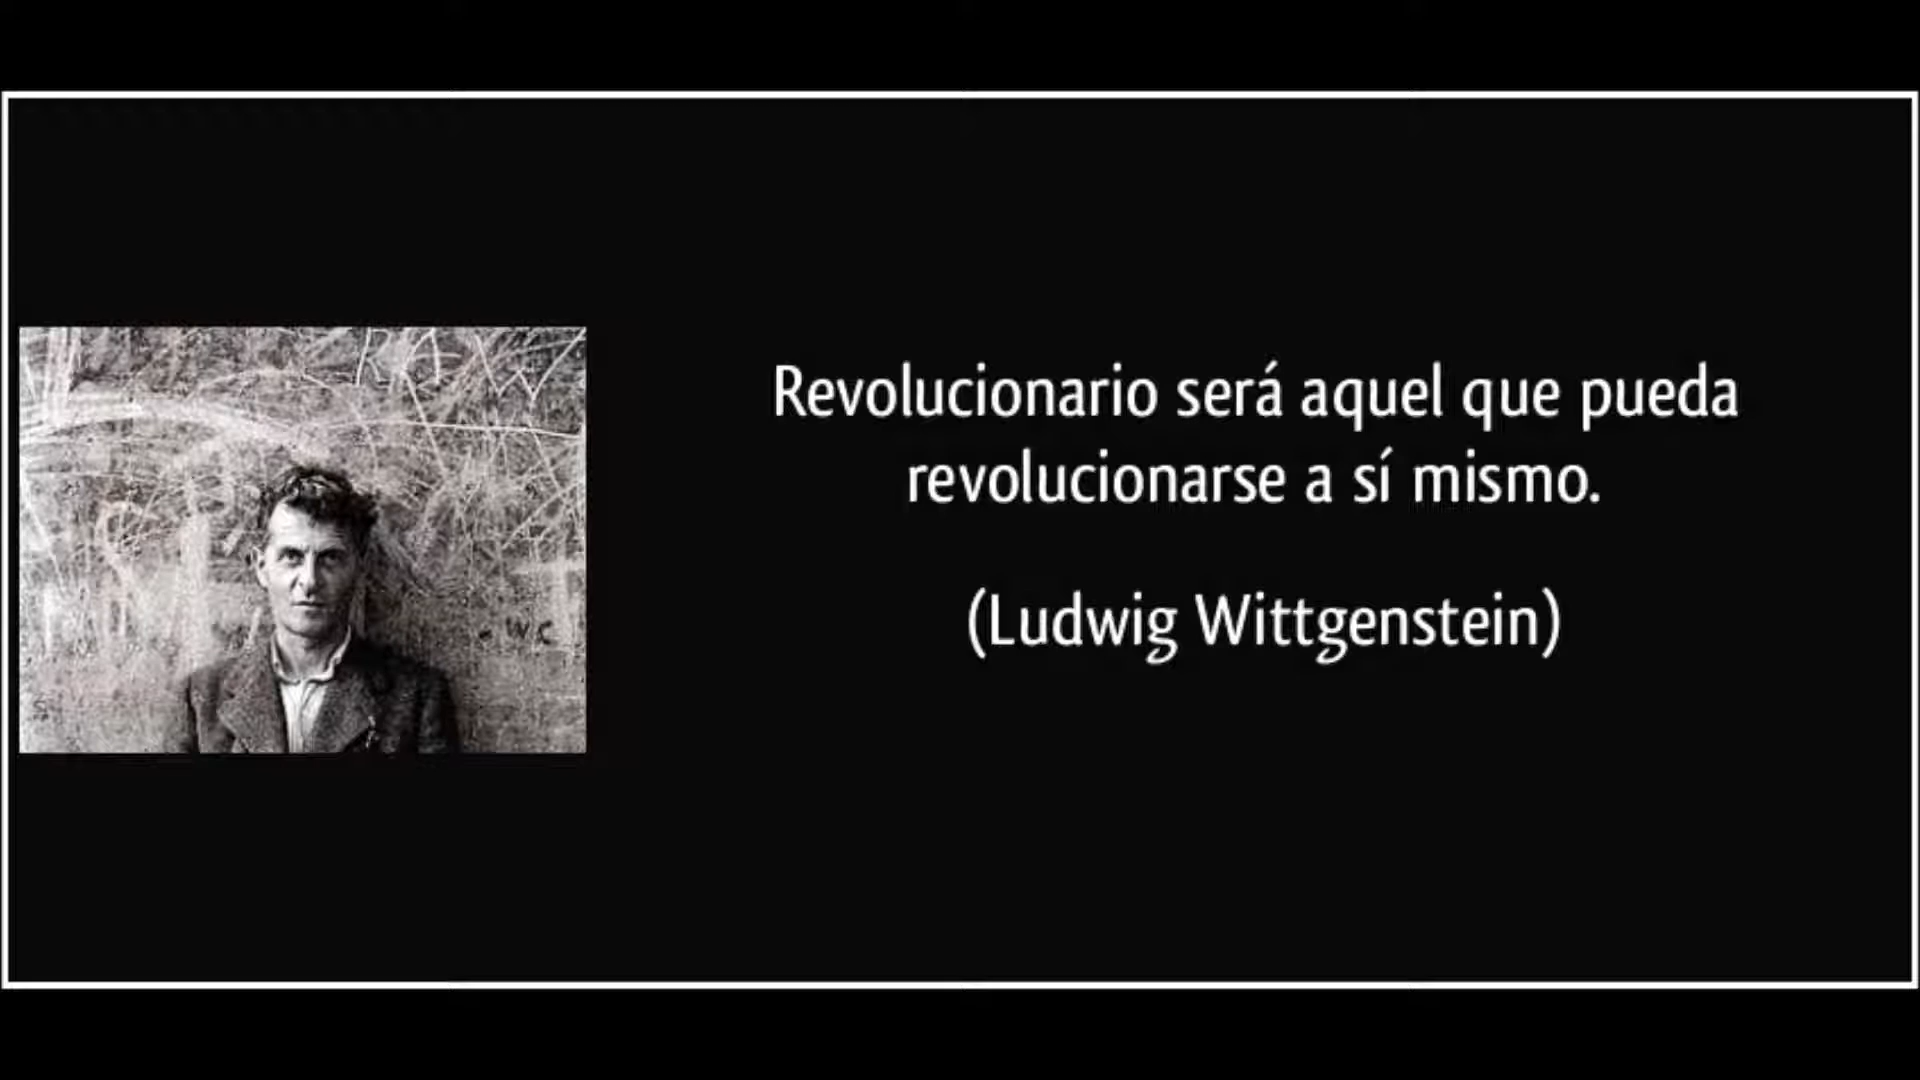 Revolucionario será aquel que pueda
revolucionarse a sí mismo.
(Ludwig Wittgenstein)